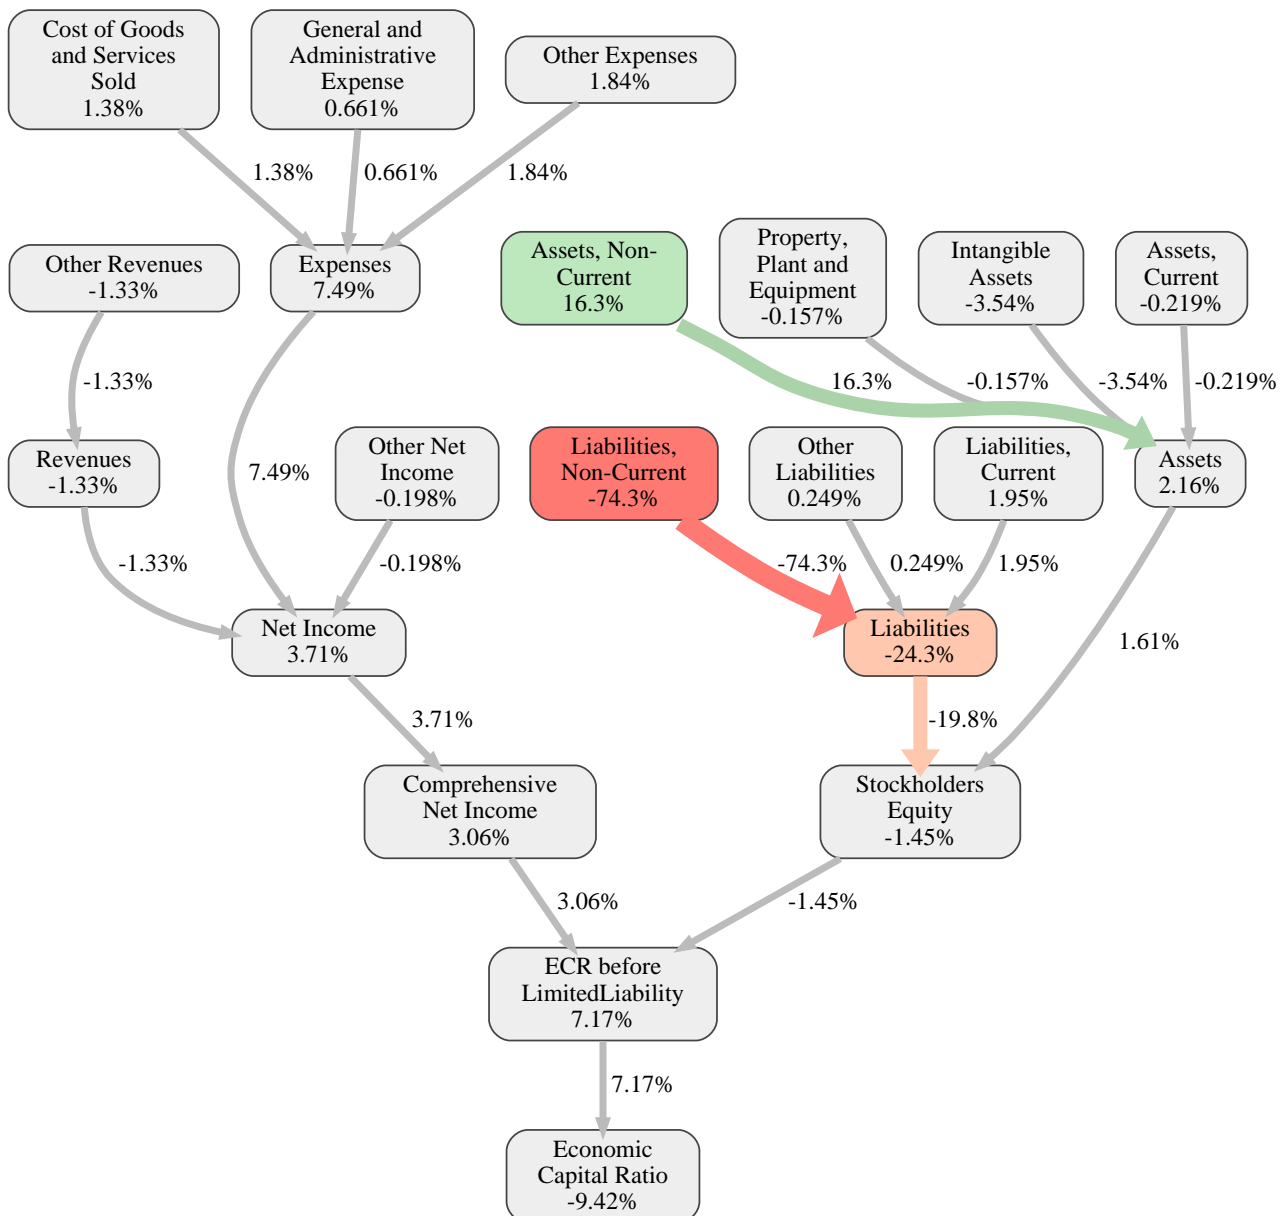 Cost of Goods
and Services
Sold
1.38%
General and
Administrative
Expense
0.661%
Other Expenses
1.84%
1.38%
0.661%
1.84%
Other Revenues
-1.33%
Expenses
7.49%
Assets, Non-
Current
16.3%
Property,
Plant and
Equipment
-0.157%
Intangible
Assets
-3.54%
Assets,
Current
-0.219%
-1.33%
16.3%
-0.157%
-3.54%
-0.219%
Revenues
-1.33%
7.49%
Other Net
Income
-0.198%
Liabilities,
Non-Current
-74.3%
Other
Liabilities
0.249%
Liabilities,
Current
1.95%
Assets
2.16%
-1.33%
-0.198%
-74.3%
0.249%
1.95%
Net Income
3.71%
Liabilities
-24.3%
1.61%
3.71%
-19.8%
Comprehensive
Net Income
3.06%
Stockholders
Equity
-1.45%
3.06%
-1.45%
ECR before
LimitedLiability
7.17%
7.17%
Economic
Capital Ratio
-9.42%